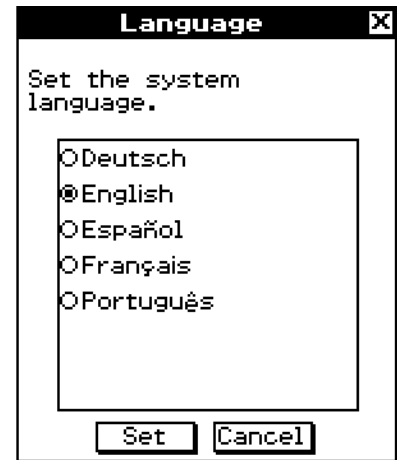 Language
Set the system
language.
Deutsch
English
Español
Français
Português
Set Cancel